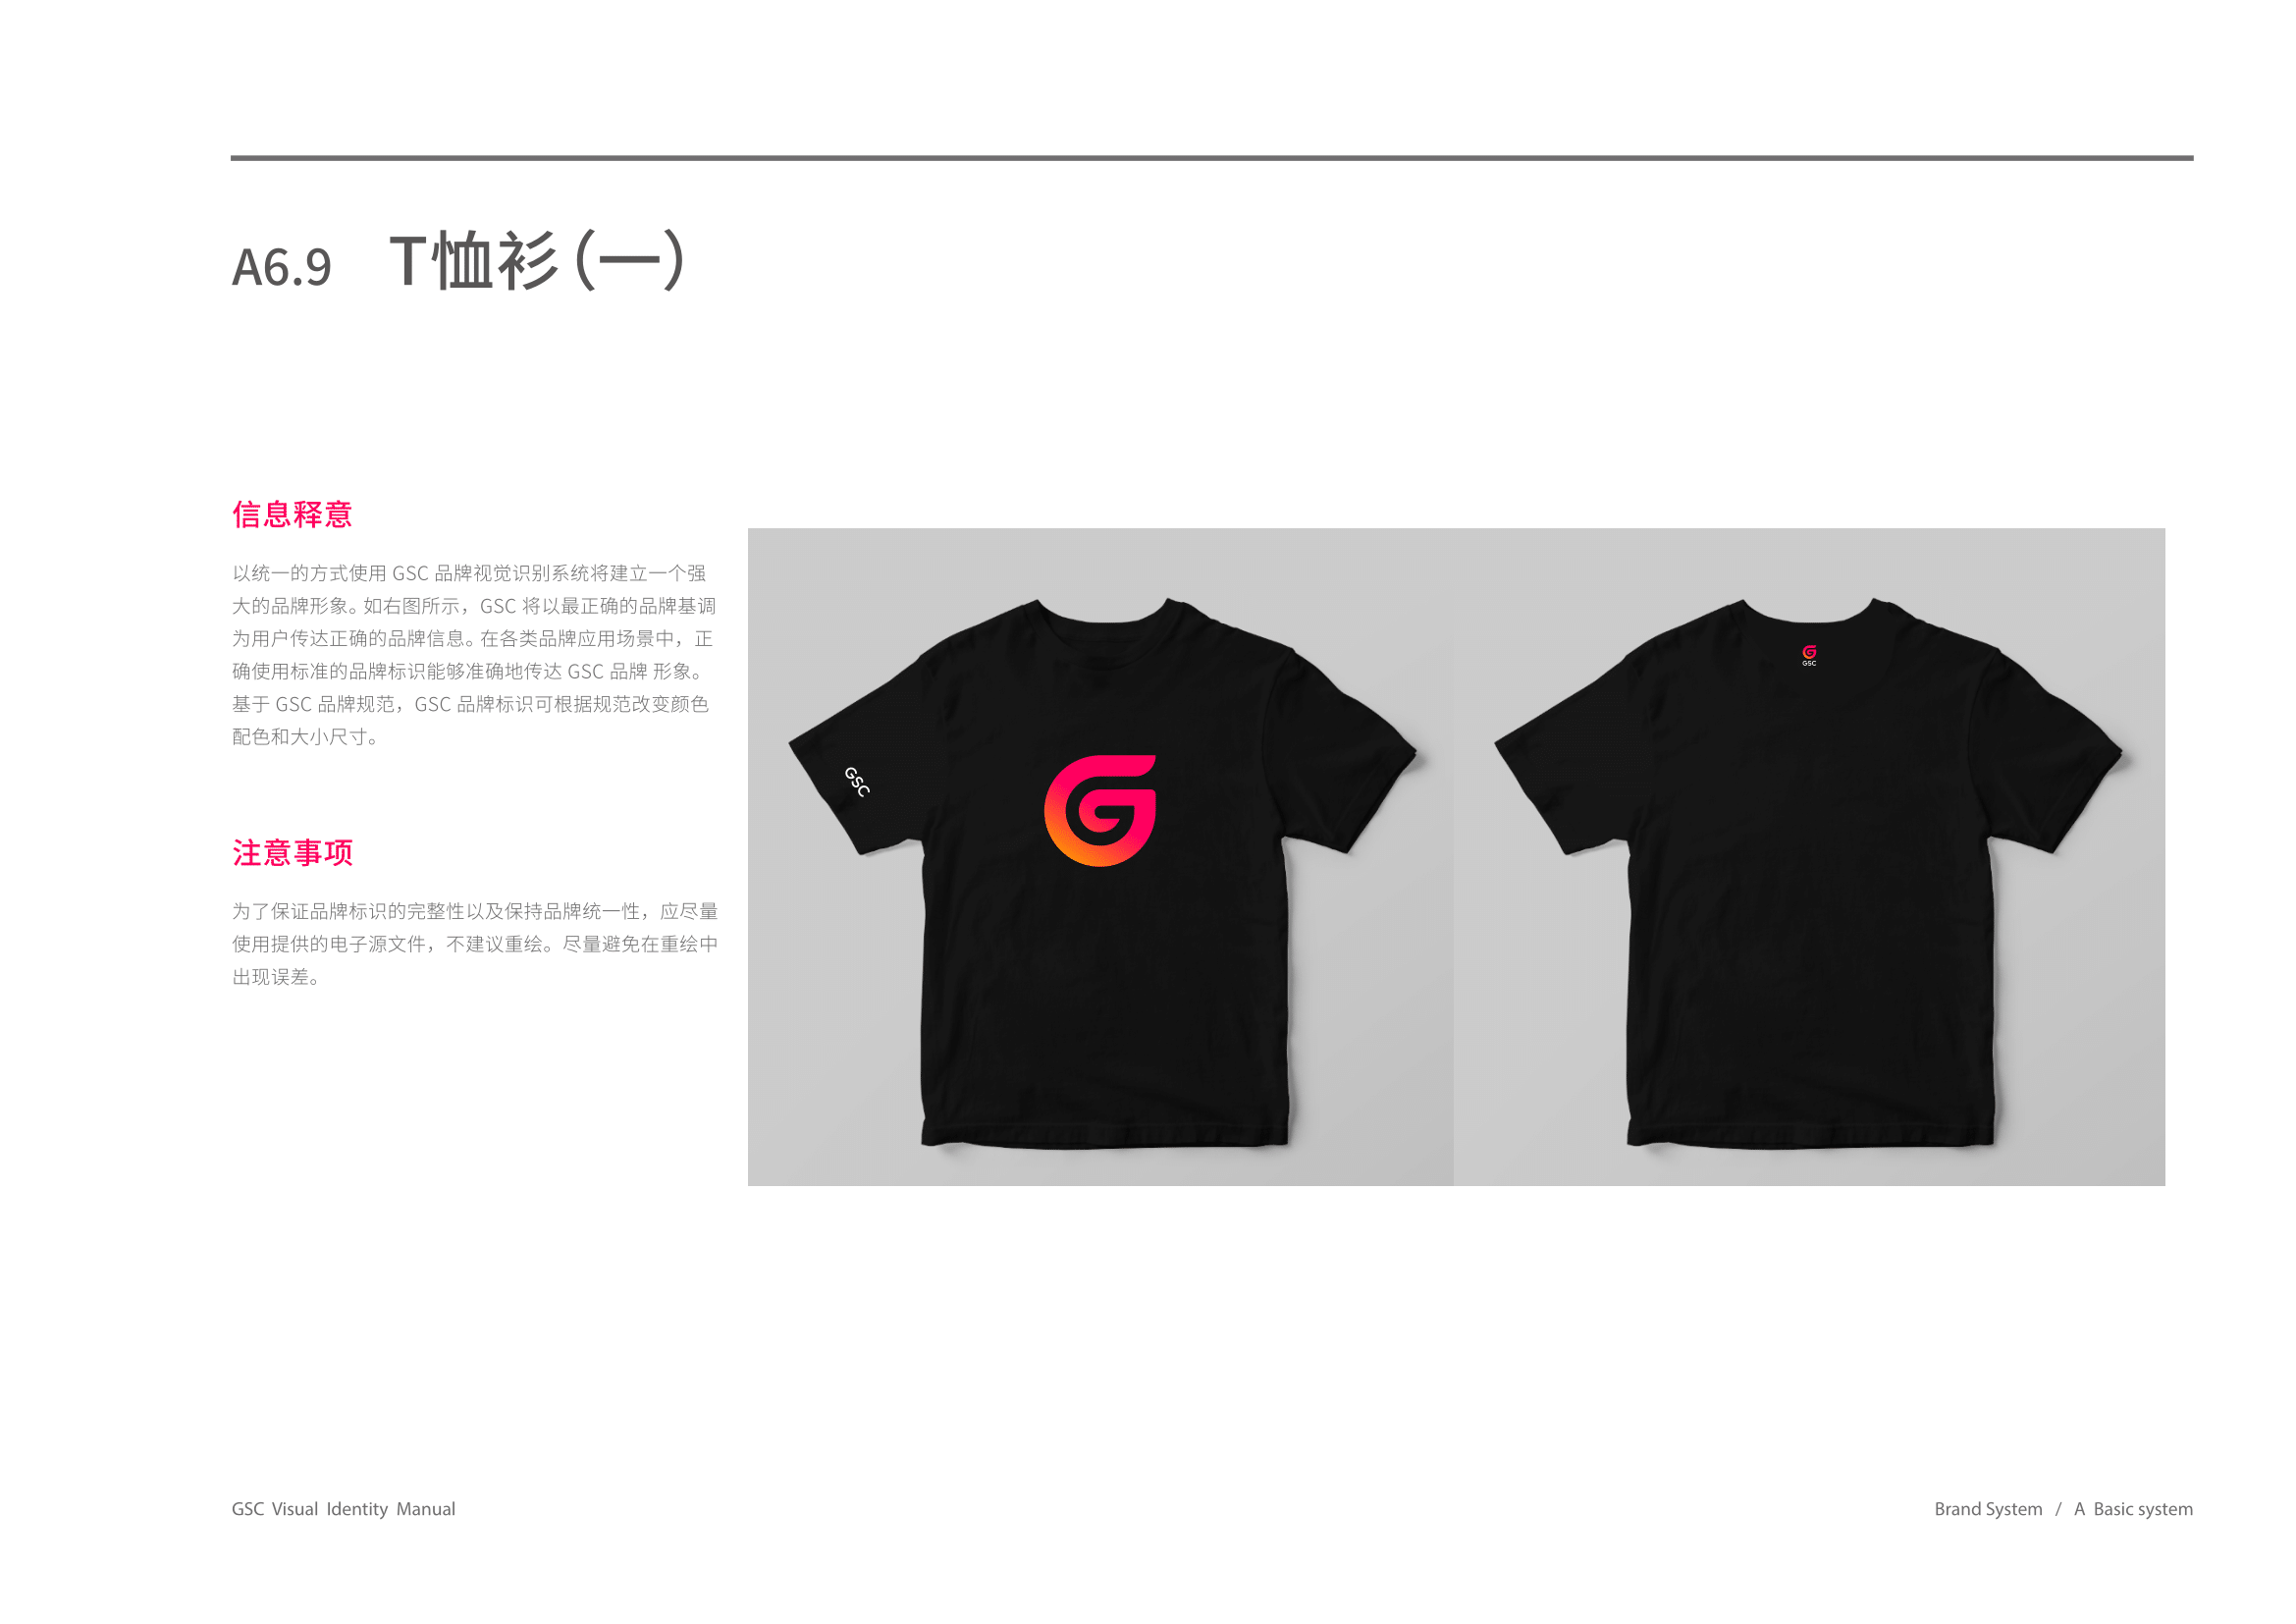 A6.9 T恤衫（一）
信息释意
以统一的方式使用 GSC 品牌视觉识别系统将建立一个强
大的品牌形象。如右图所示，GSC 将以最正确的品牌基调
为用户传达正确的品牌信息。在各类品牌应用场景中，正
确使用标准的品牌标识能够准确地传达 GSC 品牌 形象。
基于 GSC 品牌规范，GSC 品牌标识可根据规范改变颜色
配色和大小尺寸。
注意事项
为了保证品牌标识的完整性以及保持品牌统一性，应尽量
使用提供的电子源文件，不建议重绘。尽量避免在重绘中
出现误差。
GSC
G
GSC
GSC Visual Identity Manual
Brand System / A Basic system